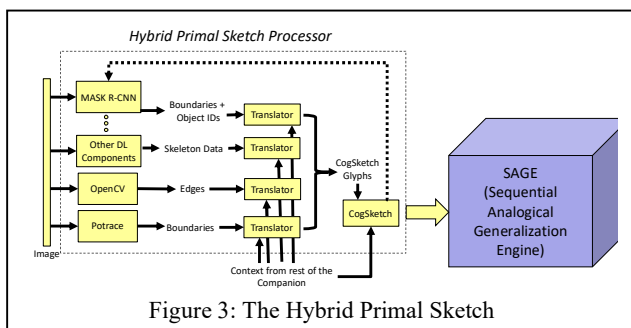 Hybrid Primal Sketch Processor
MASK R-CNN
Boundaries +
Object IDs
Translator
Other DL
Components
Skeleton Data
Translator
OpenCV
Edges
Translator
Potrace
Boundaries
Translator
Image
CogSketch
Glyphs
CogSketch
Context from rest of the
Companion
SAGE
(Sequential
Analogical
Generalization
Engine)
Figure 3: The Hybrid Primal Sketch